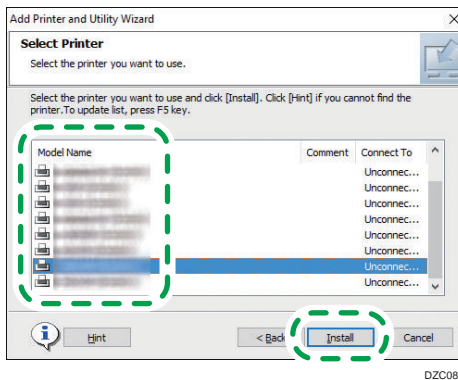 Add Printer and Utility Wizard
Select Printer
Select the printer you want to use.
Select the printer you want to use and click [Install]. Click [Hint] if you cannot find the
printer.To update list, press F5 key.
Model Name Comment Connect To
Unconnec...
Unconnec...
Unconnec...
Unconnec...
Unconnec...
Unconnec...
Unconnec...
Unconnec...
Hint < Back Install Cancel
DZC08